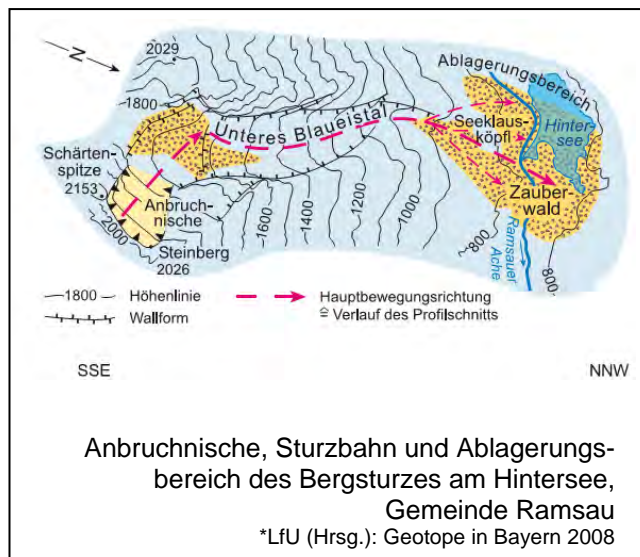 N
2029
1800
Ablagerungsbereich
Unteres Blaueistal
Seeklaus-
köpfl
Hinter-
see
Schärten-
spitze
2153
Anbruch-
nische
2000
Steinberg
2026
1600
1400
1200
1000
800
Zauber-
wald
Ramsauer
Ache
800
1800 Höhenlinie
Wallform
Hauptbewegungsrichtung
≙ Verlauf des Profilschnitts
SSE NNW
Anbruchnische, Sturzbahn und Ablagerungs-
bereich des Bergsturzes am Hintersee,
Gemeinde Ramsau
*LfU (Hrsg.): Geotope in Bayern 2008